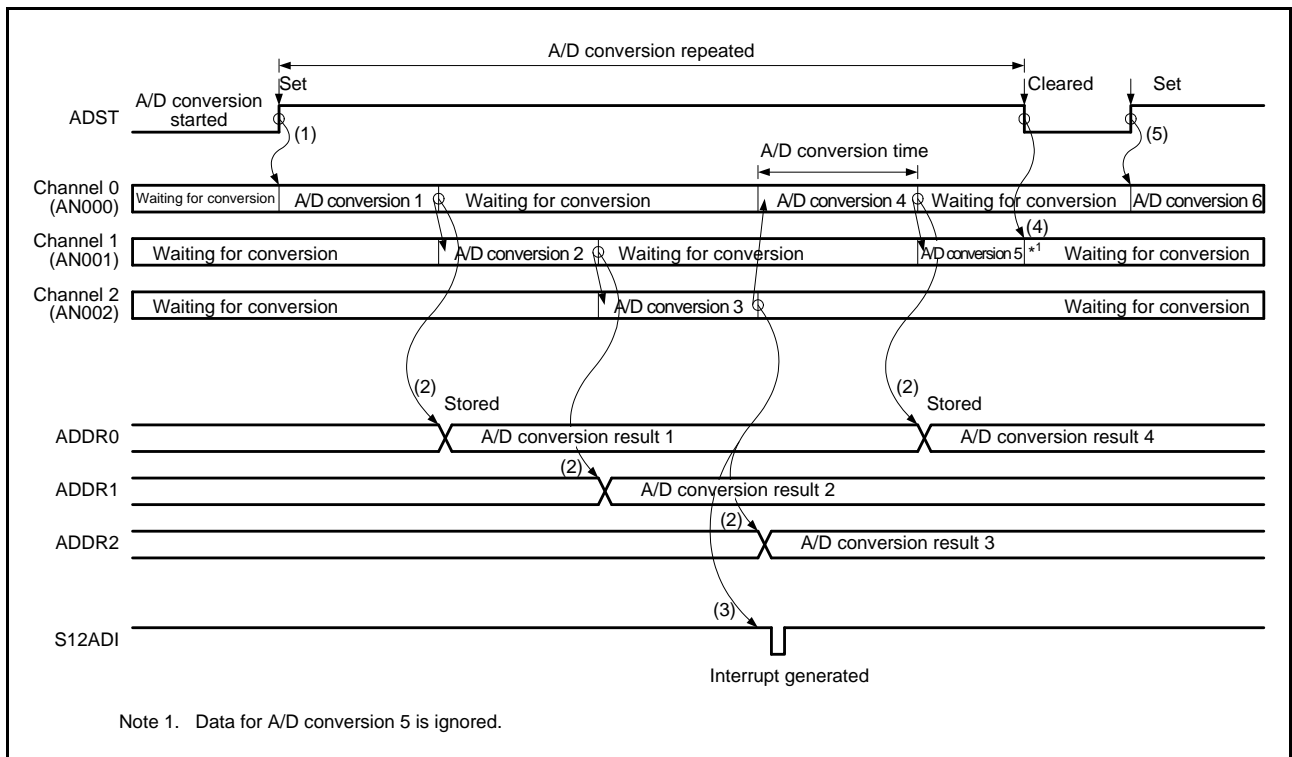 A/D conversion repeated
Set
Cleared
Set
ADST
A/D conversion
started
(1)
(5)
A/D conversion time
Channel 0
(AN000)
Waiting for conversion
A/D conversion 1
Waiting for conversion
A/D conversion 4
Waiting for conversion
A/D conversion 6
(4)
Channel 1
(AN001)
Waiting for conversion
A/D conversion 2
Waiting for conversion
A/D conversion 5
*1
Waiting for conversion
Channel 2
(AN002)
Waiting for conversion
A/D conversion 3
Waiting for conversion
(2)
Stored
(2)
Stored
ADDR0
A/D conversion result 1
A/D conversion result 4
(2)
ADDR1
A/D conversion result 2
(2)
ADDR2
A/D conversion result 3
(3)
S12ADI
Interrupt generated
Note 1. Data for A/D conversion 5 is ignored.